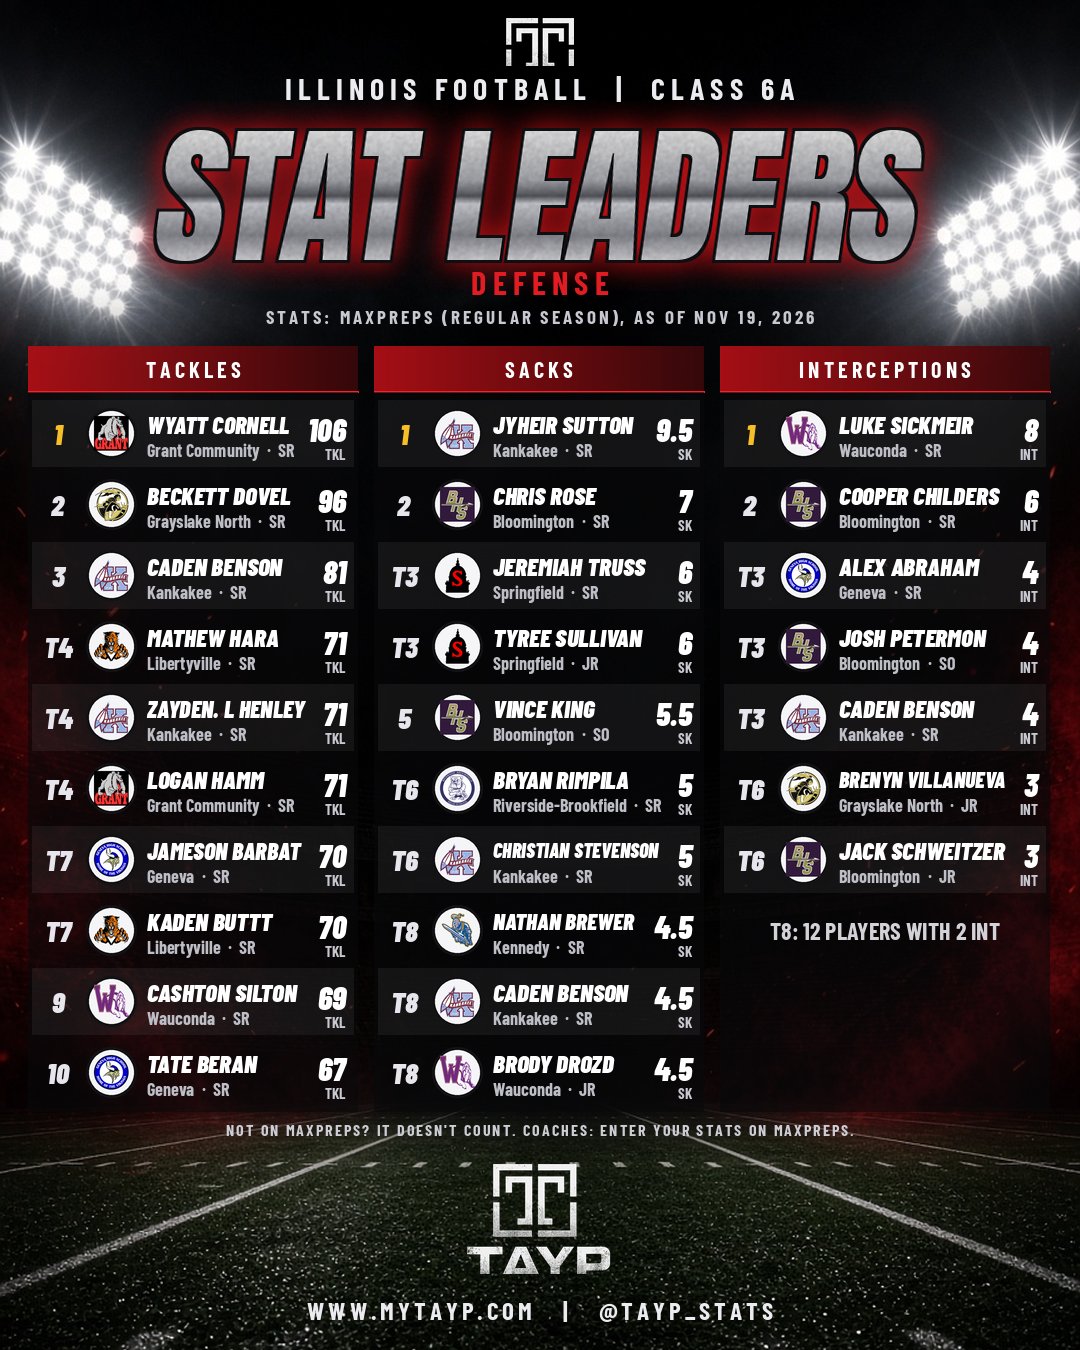 ILLINOIS FOOTBALL | CLASS 6A
STAT LEADERS
DEFENSE
STATS: MAXPREPS (REGULAR SEASON), AS OF NOV 19, 2026
TACKLES
1 WYATT CORNELL 106
Grant Community · SR TKL
2 BECKETT DOVEL 96
Grayslake North · SR TKL
3 CADEN BENSON 81
Kankakee · SR TKL
T4 MATHEW HARA 71
Libertyville · SR TKL
T4 ZAYDEN. L HENLEY 71
Kankakee · SR TKL
T4 LOGAN HAMM 71
Grant Community · SR TKL
T7 JAMESON BARBAT 70
Geneva · SR TKL
T7 KADEN BUTTT 70
Libertyville · SR TKL
9 CASHTON SILTON 69
Wauconda · SR TKL
10 TATE BERAN 67
Geneva · SR TKL
SACKS
1 JYHEIR SUTTON 9.5
Kankakee · SR SK
2 CHRIS ROSE 7
Bloomington · SR SK
T3 JEREMIAH TRUSS 6
Springfield · SR SK
T3 TYREE SULLIVAN 6
Springfield · JR SK
5 VINCE KING 5.5
Bloomington · SO SK
T6 BRYAN RIMPILA 5
Riverside-Brookfield · SR SK
T6 CHRISTIAN STEVENSON 5
Kankakee · SR SK
T8 NATHAN BREWER 4.5
Kennedy · SR SK
T8 CADEN BENSON 4.5
Kankakee · SR SK
T8 BRODY DROZD 4.5
Wauconda · JR SK
INTERCEPTIONS
1 LUKE SICKMEIR 8
Wauconda · SR INT
2 COOPER CHILDERS 6
Bloomington · SR INT
T3 ALEX ABRAHAM 4
Geneva · SR INT
T3 JOSH PETERMON 4
Bloomington · SO INT
T3 CADEN BENSON 4
Kankakee · SR INT
T6 BRENYN VILLANUEVA 3
Grayslake North · JR INT
T6 JACK SCHWEITZER 3
Bloomington · JR INT
T8: 12 PLAYERS WITH 2 INT
NOT ON MAXPREPS? IT DOESN'T COUNT. COACHES: ENTER YOUR STATS ON MAXPREPS.
TAYP
WWW.MYTAYP.COM | @TAYP_STATS